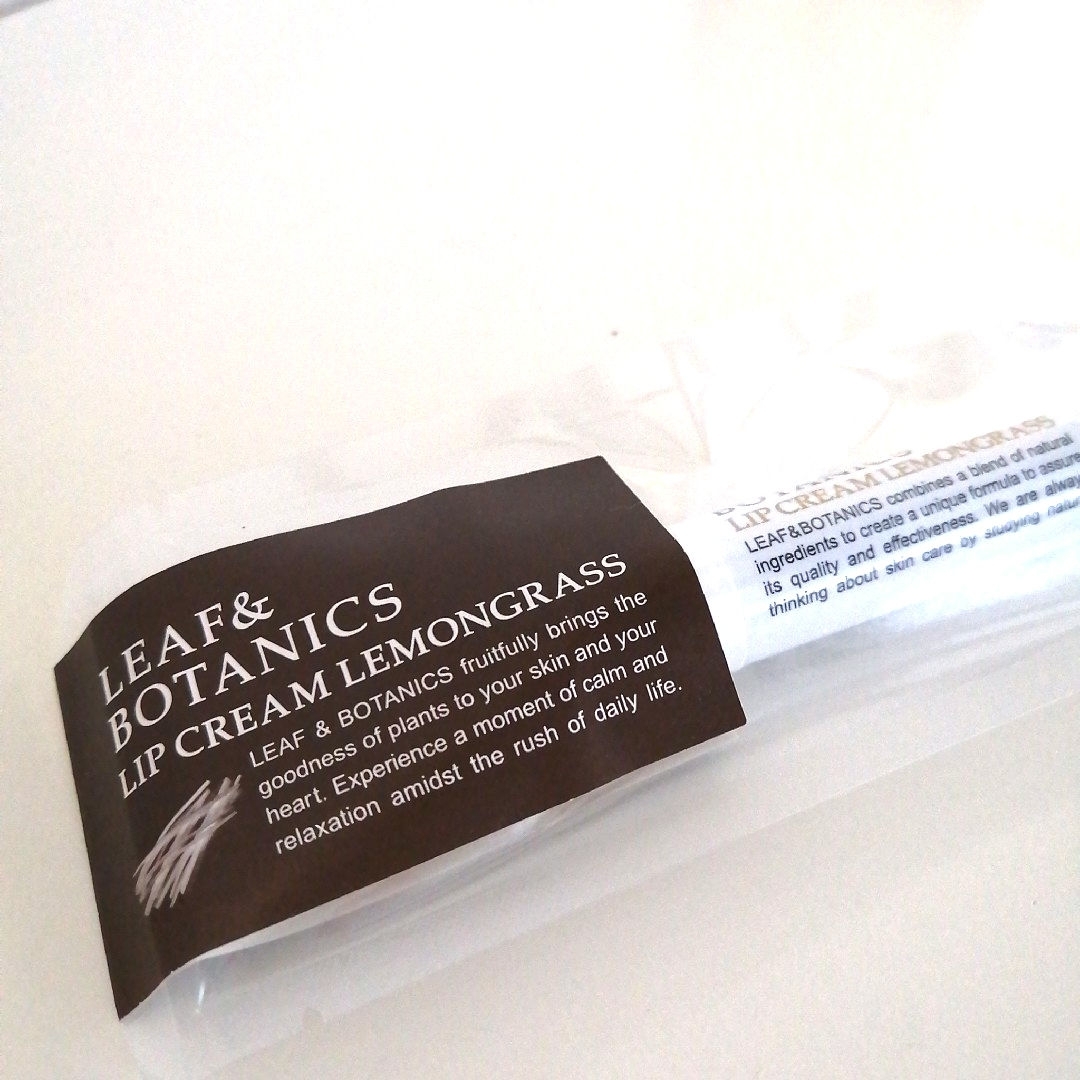 LEAF&
BOTANICS
LIP CREAM LEMONGRASS
LEAF & BOTANICS fruitfully brings the
goodness of plants to your skin and your
heart. Experience a moment of calm and
relaxation amidst the rush of daily life.
BOTANICS
LIP CREAM LEMONGRASS
LEAF&BOTANICS combines a blend of natural
ingredients to create a unique formula to assure
its quality and effectiveness. We are
thinking about skin care by studying